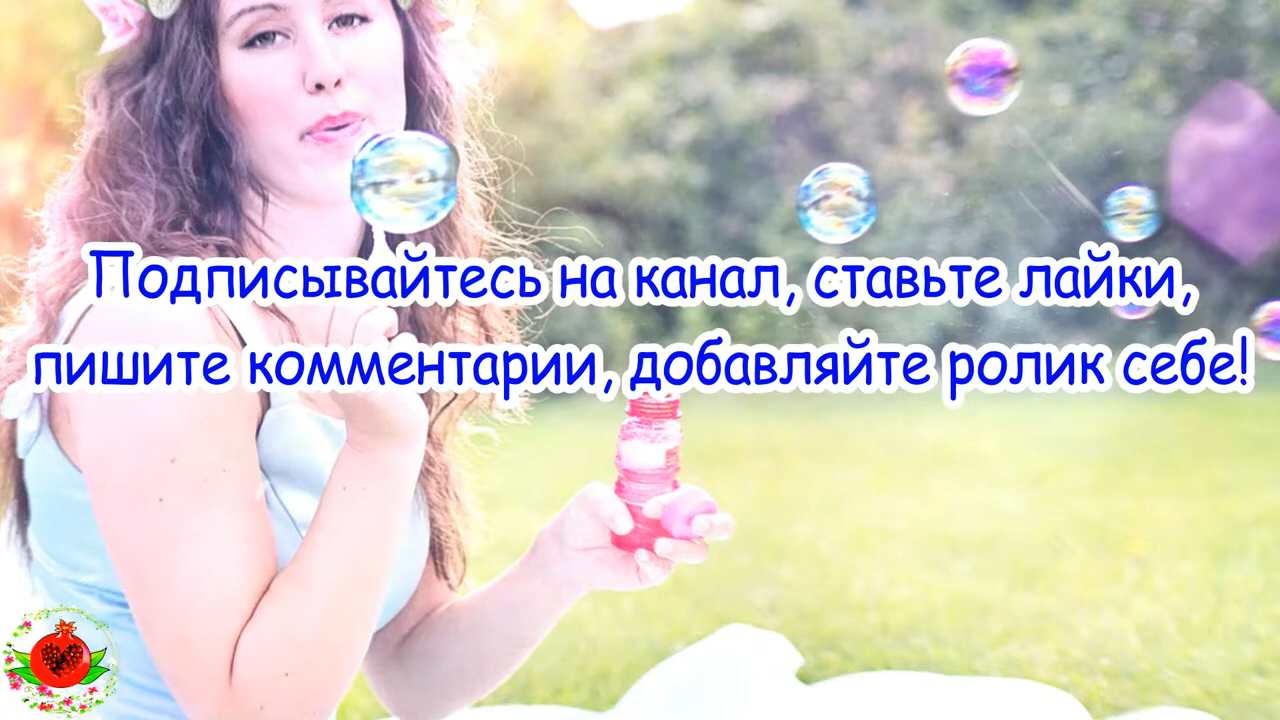 Подписывайтесь на канал, ставьте лайки,
пишите комментарии, добавляйте ролик себе!